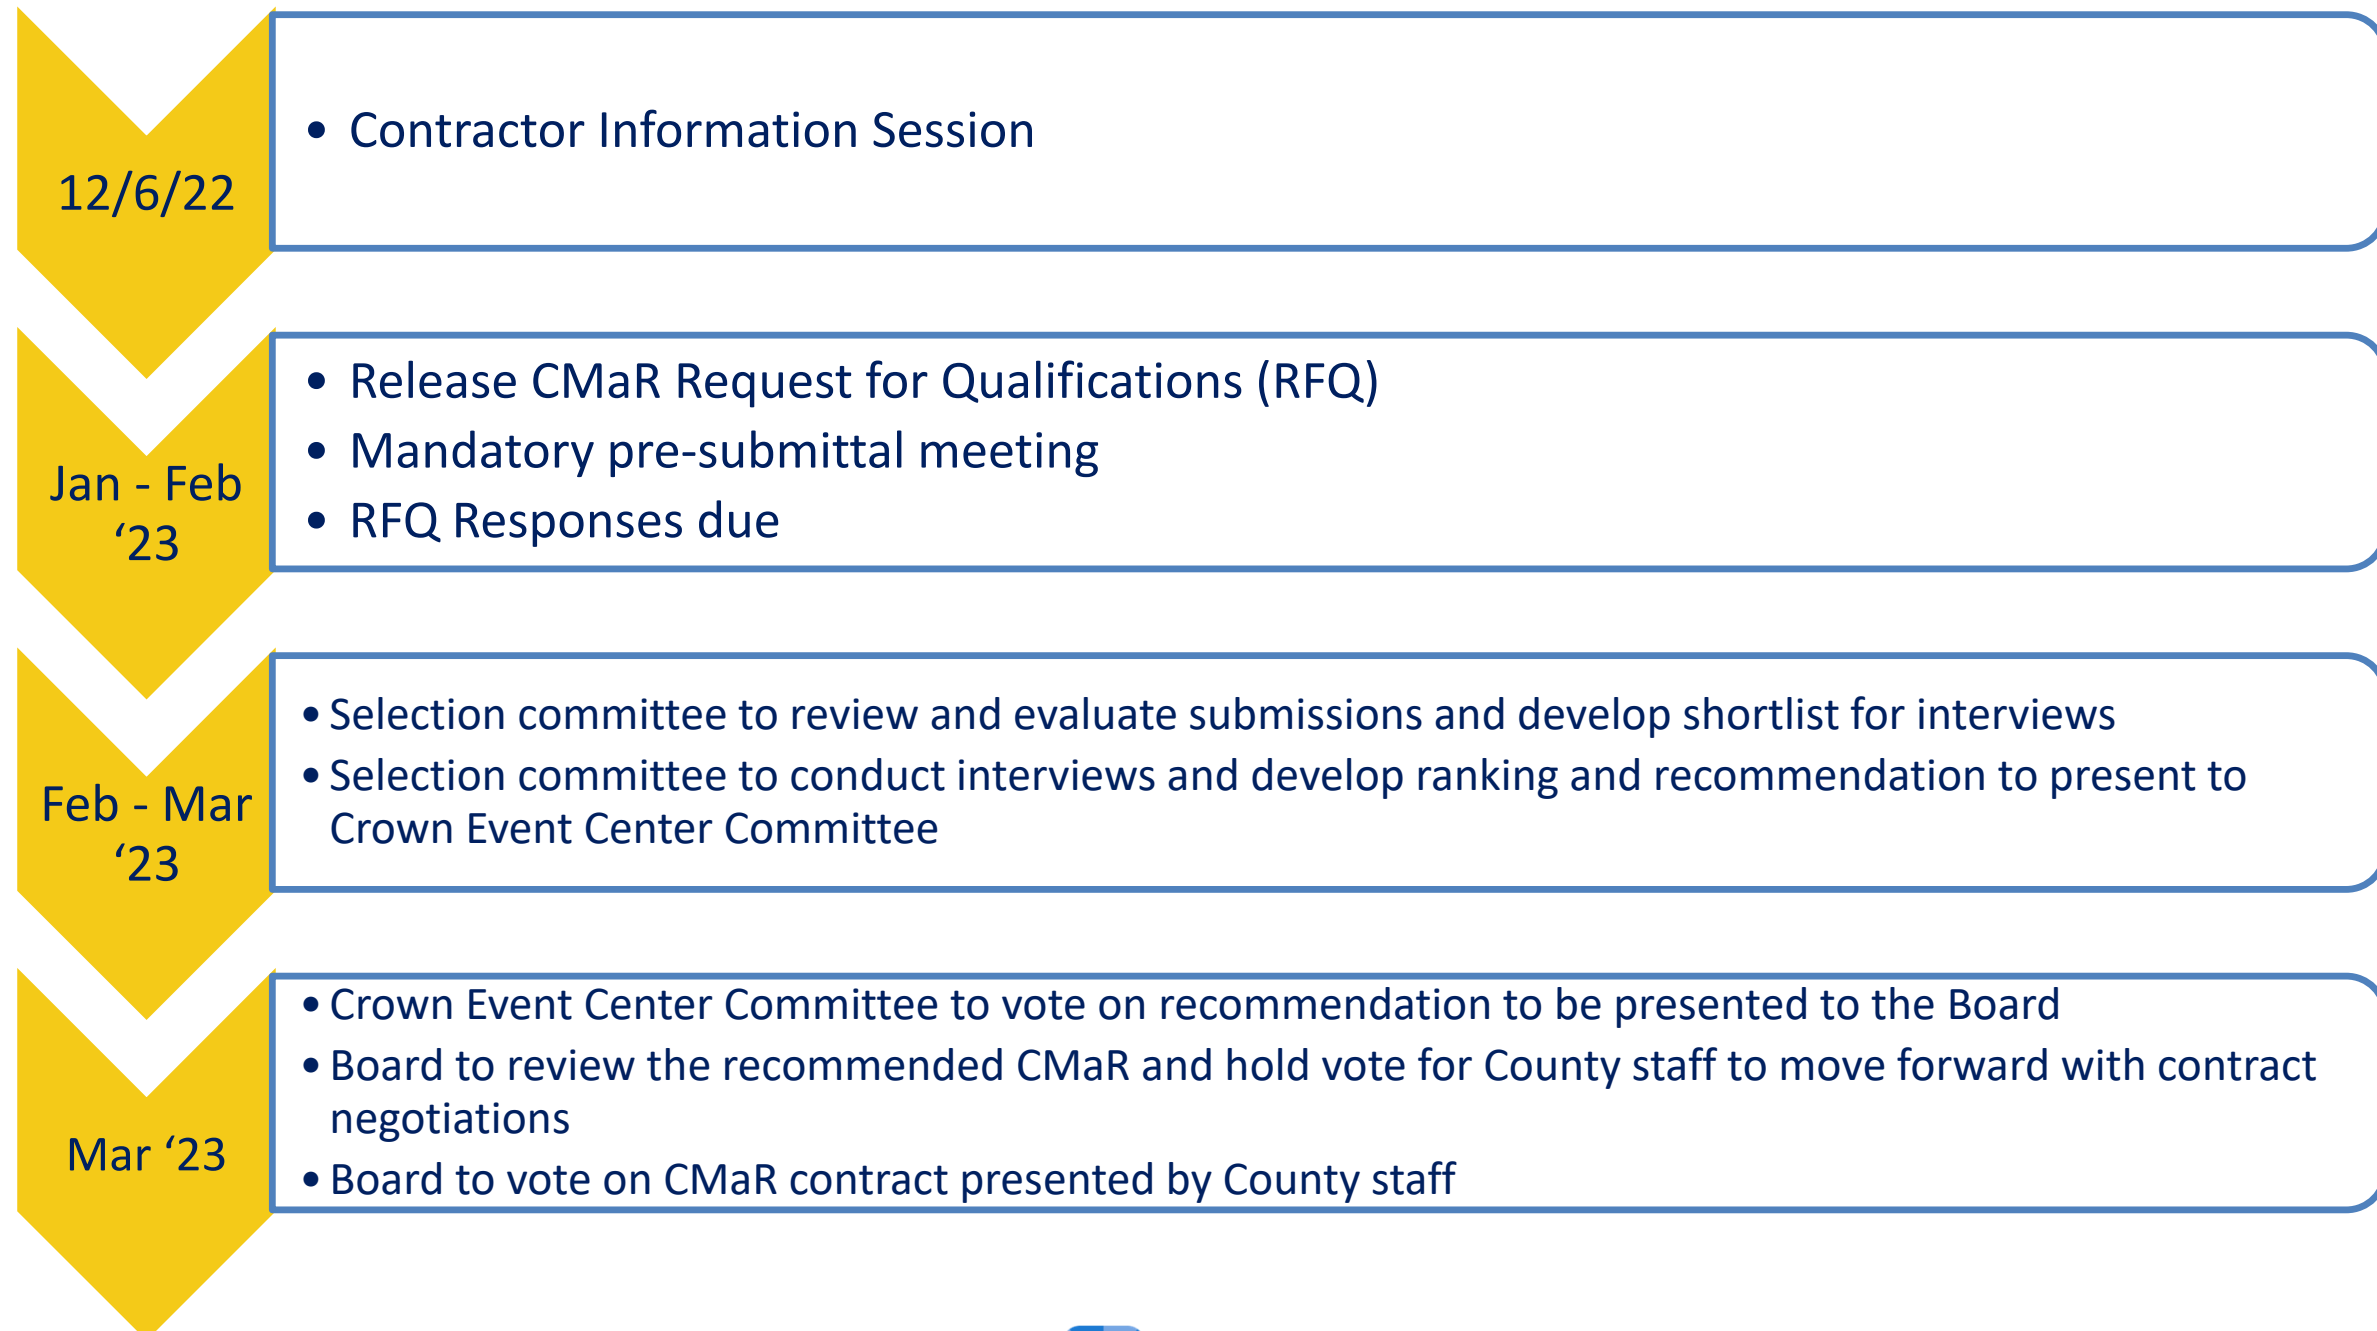 12/6/22
• Contractor Information Session
Jan - Feb
‘23
• Release CMaR Request for Qualifications (RFQ)
• Mandatory pre-submittal meeting
• RFQ Responses due
Feb - Mar
‘23
• Selection committee to review and evaluate submissions and develop shortlist for interviews
• Selection committee to conduct interviews and develop ranking and recommendation to present to
Crown Event Center Committee
Mar ‘23
• Crown Event Center Committee to vote on recommendation to be presented to the Board
• Board to review the recommended CMaR and hold vote for County staff to move forward with contract
negotiations
• Board to vote on CMaR contract presented by County staff